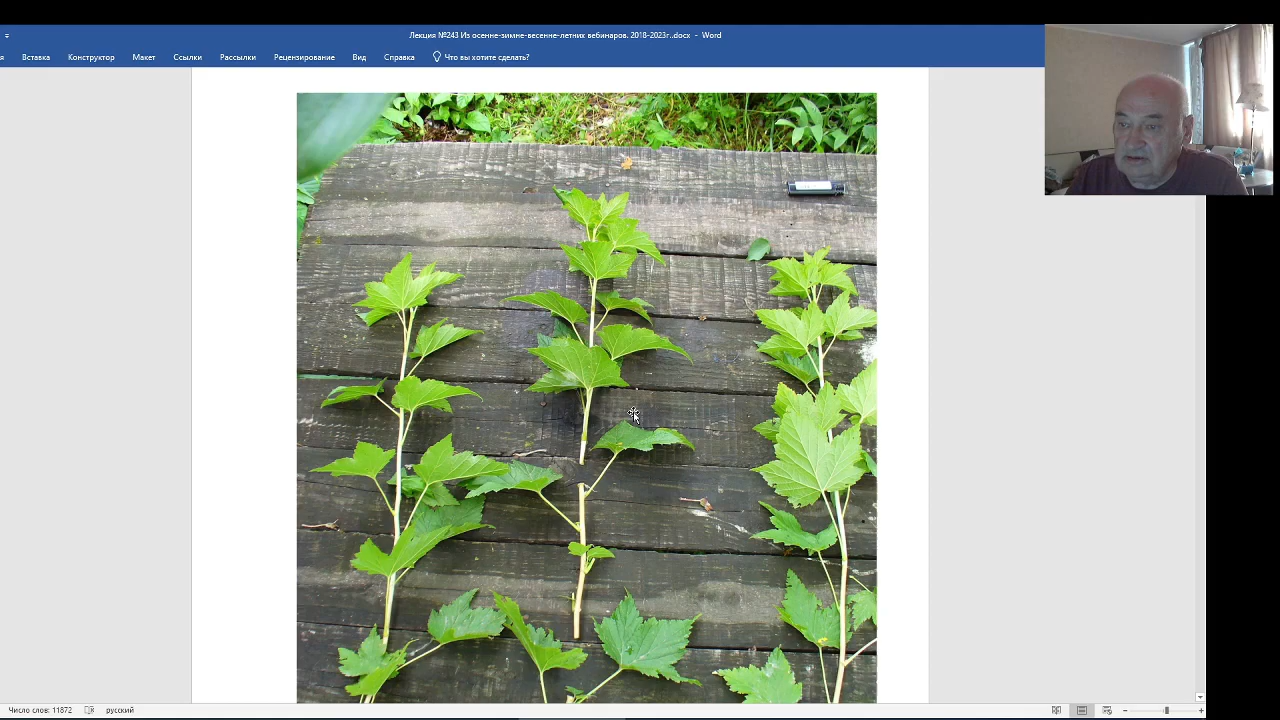 Лекция №243 Из осенне-зимне-весенне-летних вебинаров. 2018-2023г..docx - Word
я Вставка Конструктор Макет Ссылки Рассылки Рецензирование Вид Справка Что вы хотите сделать?
Число слов: 11872 русский